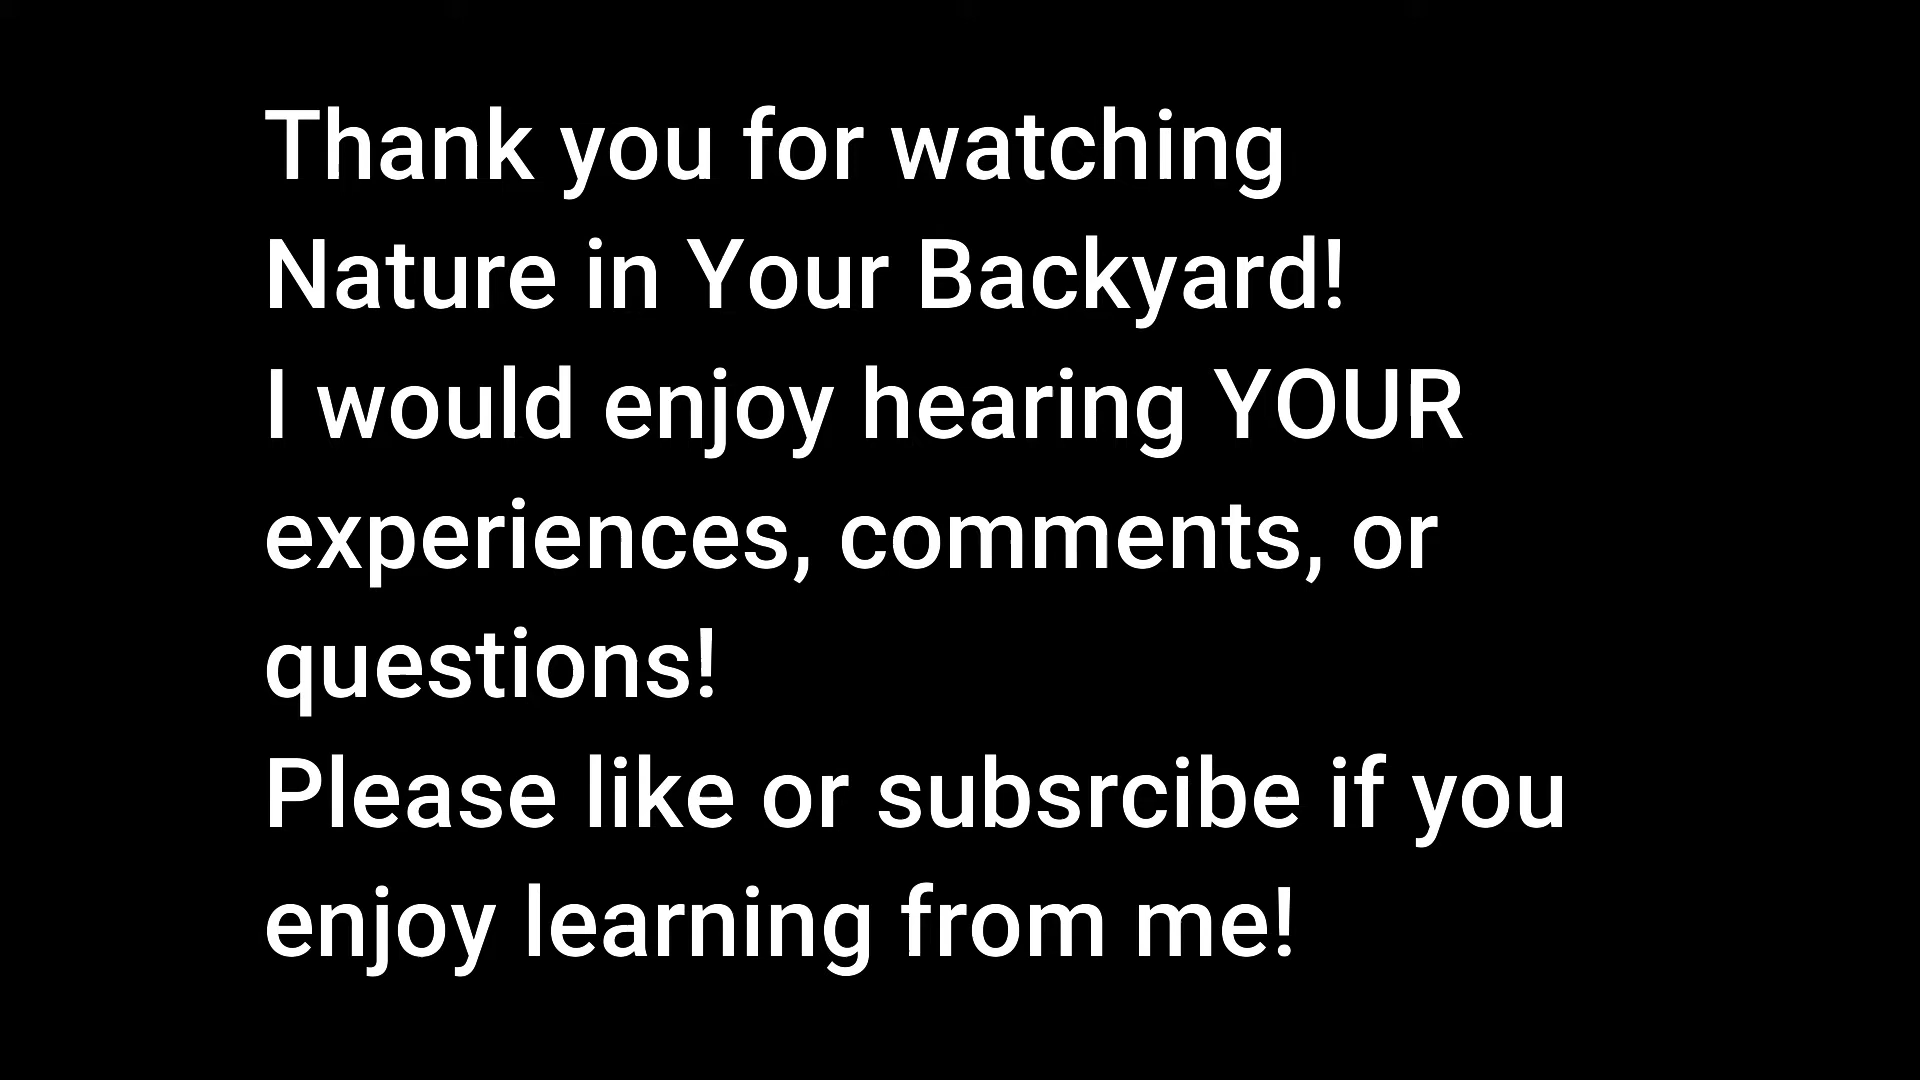 Thank you for watching
Nature in Your Backyard!
I would enjoy hearing YOUR
experiences, comments, or
questions!
Please like or subsrcibe if you
enjoy learning from me!